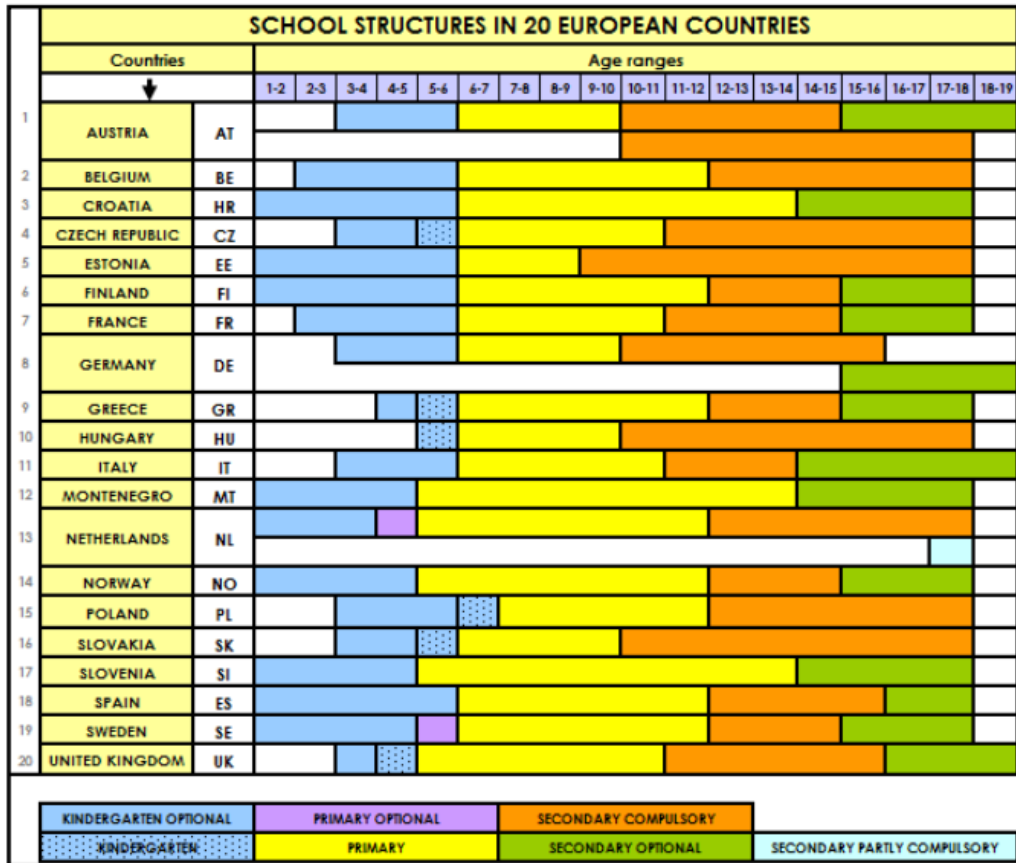 SCHOOL STRUCTURES IN 20 EUROPEAN COUNTRIES
Countries Age ranges
1-2 2-3 3-4 4-5 5-6 6-7 7-8 8-9 9-10 10-11 11-12 12-13 13-14 14-15 15-16 16-17 17-18 18-19
1 AUSTRIA AT
2 BELGIUM BE
3 CROATIA HR
4 CZECH REPUBLIC CZ
5 ESTONIA EE
6 FINLAND FI
7 FRANCE FR
8 GERMANY DE
9 GREECE GR
10 HUNGARY HU
11 ITALY IT
12 MONTENEGRO MT
13 NETHERLANDS NL
14 NORWAY NO
15 POLAND PL
16 SLOVAKIA SK
17 SLOVENIA SI
18 SPAIN ES
19 SWEDEN SE
20 UNITED KINGDOM UK
KINDERGARTEN OPTIONAL PRIMARY OPTIONAL SECONDARY COMPULSORY
KINDERGARTEN PRIMARY SECONDARY OPTIONAL SECONDARY PARTLY COMPULSORY